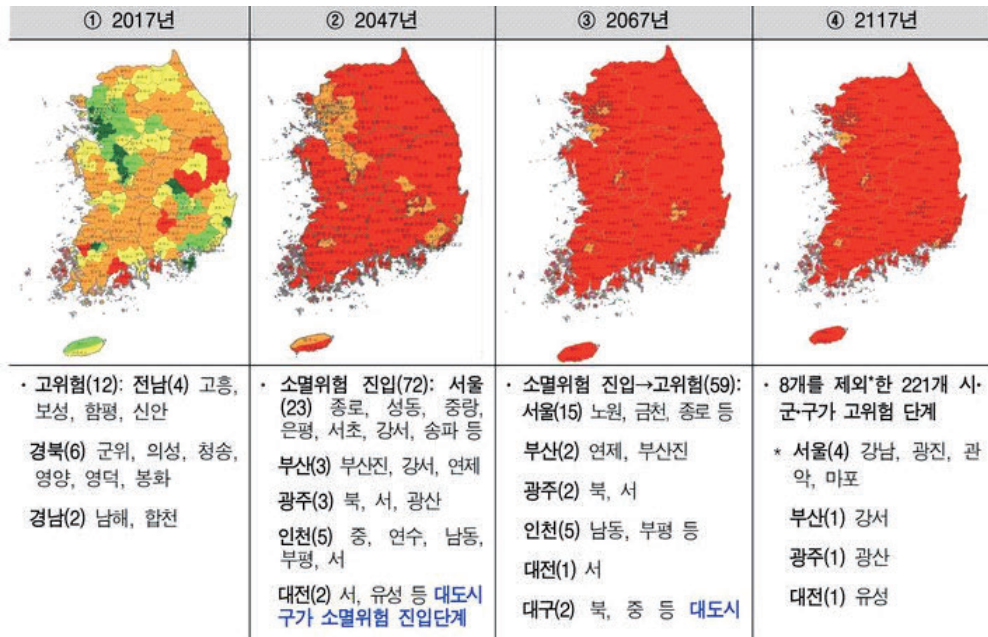 ① 2017년
② 2047년
③ 2067년
④ 2117년
· 고위험(12): 전남(4) 고흥,
보성, 함평, 신안
경북(6) 군위, 의성, 청송,
영양, 영덕, 봉화
경남(2) 남해, 합천
· 소멸위험 진입(72): 서울
(23) 종로, 성동, 중랑,
은평, 서초, 강서, 송파 등
부산(3) 부산진, 강서, 연제
광주(3) 북, 서, 광산
인천(5) 중, 연수, 남동,
부평, 서
대전(2) 서, 유성 등 대도시
구가 소멸위험 진입단계
· 소멸위험 진입→고위험(59):
서울(15) 노원, 금천, 종로 등
부산(2) 연제, 부산진
광주(2) 북, 서
인천(5) 남동, 부평 등
대전(1) 서
대구(2) 북, 중 등 대도시
· 8개를 제외*한 221개 시·
군·구가 고위험 단계
* 서울(4) 강남, 광진, 관
악, 마포
부산(1) 강서
광주(1) 광산
대전(1) 유성